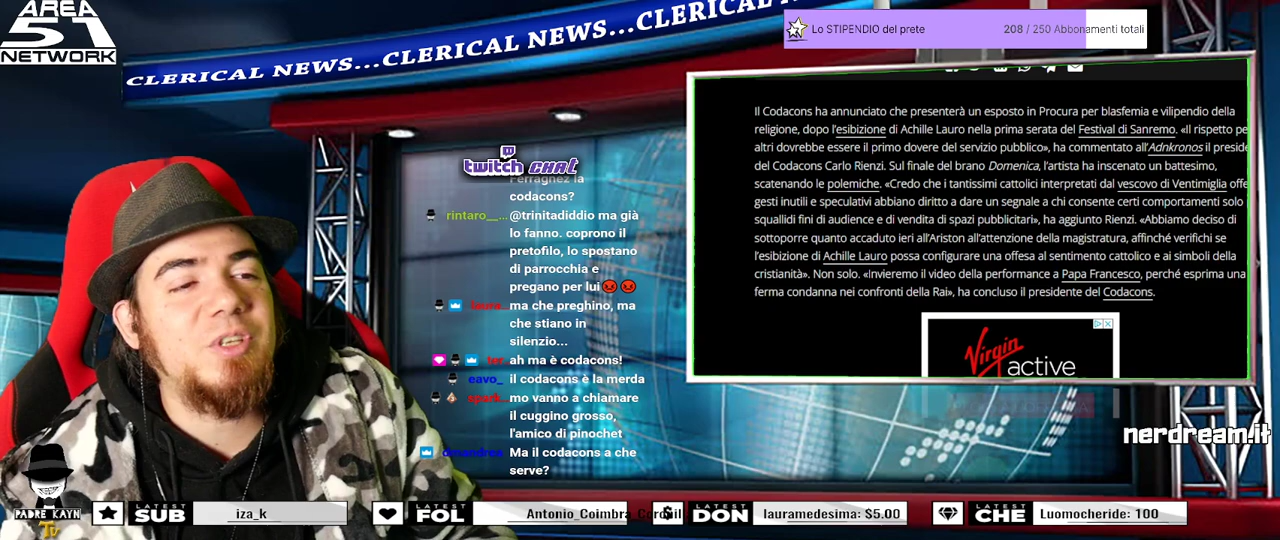 AREA
51
NETWORK
CLERICAL NEWS...CLERICAL NEWS...CLERICAL
Lo STIPENDIO del prete 208 / 250 Abbonamenti totali
Il Codacons ha annunciato che presenterà un esposto in Procura per blasfemia e vilipendio della
religione, dopo l'esibizione di Achille Lauro nella prima serata del Festival di Sanremo. «Il rispetto pe
altri dovrebbe essere il primo dovere del servizio pubblico», ha commentato all'Adnkronos il preside
del Codacons Carlo Rienzi. Sul finale del brano Domenica, l'artista ha inscenato un battesimo,
scatenando le polemiche. «Credo che i tantissimi cattolici interpretati dal vescovo di Ventimiglia offe
gesti inutili e speculativi abbiano diritto a dare un segnale a chi consente certi comportamenti solo
squallidi fini di audience e di vendita di spazi pubblicitari», ha aggiunto Rienzi. «Abbiamo deciso di
sottoporre quanto accaduto ieri all'Ariston all'attenzione della magistratura, affinché verifichi se
l'esibizione di Achille Lauro possa configurare una offesa al sentimento cattolico e ai simboli della
cristianità». Non solo. «Invieremo il video della performance a Papa Francesco, perché esprima una
ferma condanna nei confronti della Rai», ha concluso il presidente del Codacons.
Virgin
active
twitch CHAT
Ferragnez la
codacons?
rintaro__... @trinitadiddio ma già
lo fanno. coprono il
pretofilo, lo spostano
di parrocchia e
pregano per lui
ma che preghino, ma
che stiano in
silenzio...
ah ma è codacons!
eavo_ il codacons è la merda
spark... mo vanno a chiamare
il cuggino grosso,
l'amico di pinochet
Ma il codacons a che
serve?
nerdream.it
PADRE KAYN
Tv
LATEST
SUB iza_k
LATEST
FOL Antonio_Coimbra_
LATEST
DON lauramedesima: $5.00
LATEST
CHE Luomocheride: 100